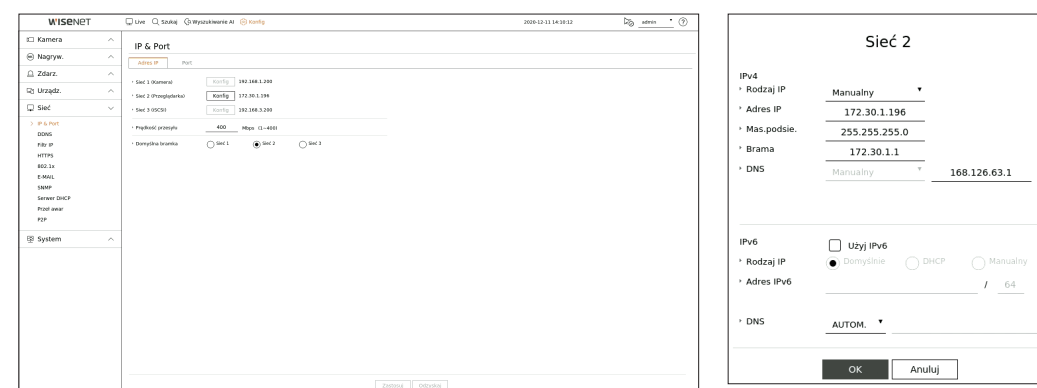 WISENET
Live Szukaj Wyszukiwanie AI Konfig 2020-12-11 14:10:12 admin ?
Kamera
Nagryw.
Zdarz.
Urządz.
Sieć
IP & Port
DDNS
Filtr IP
HTTPS
802.1x
E-MAIL
SNMP
Serwer DHCP
Przeł awar
P2P
System
IP & Port
Adres IP Port
Sieć 1 (Kamera) Konfig 192.168.1.200
Sieć 2 (Przeglądarka) Konfig 172.30.1.196
Sieć 3 (iSCSI) Konfig 192.168.3.200
Prędkość przesyłu 400 Mbps (1~400)
Domyślna bramka Sieć 1 Sieć 2 Sieć 3
Zastosuj Odzyskaj
Sieć 2
IPv4
Rodzaj IP Manualny
Adres IP 172.30.1.196
Mas.podsie. 255.255.255.0
Brama 172.30.1.1
DNS Manualny 168.126.63.1
IPv6 Użyj IPv6
Rodzaj IP Domyślnie DHCP Manualny
Adres IPv6 / 64
DNS AUTOM.
OK Anuluj